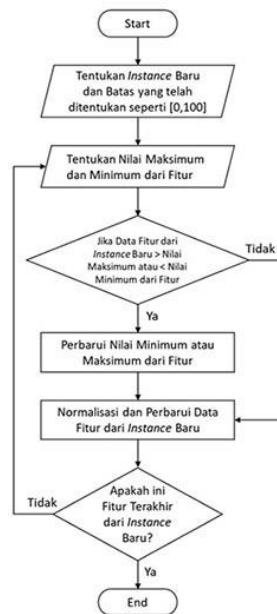 Start
Tentukan Instance Baru
dan Batas yang telah
ditentukan seperti [0,100]
Tentukan Nilai Maksimum
dan Minimum dari Fitur
Jika Data Fitur dari
Instance Baru > Nilai
Maksimum atau < Nilai
Minimum dari Fitur
Tidak
Ya
Perbarui Nilai Minimum atau
Maksimum dari Fitur
Normalisasi dan Perbarui Data
Fitur dari Instance Baru
Tidak
Apakah ini
Fitur Terakhir
dari Instance
Baru?
Ya
End